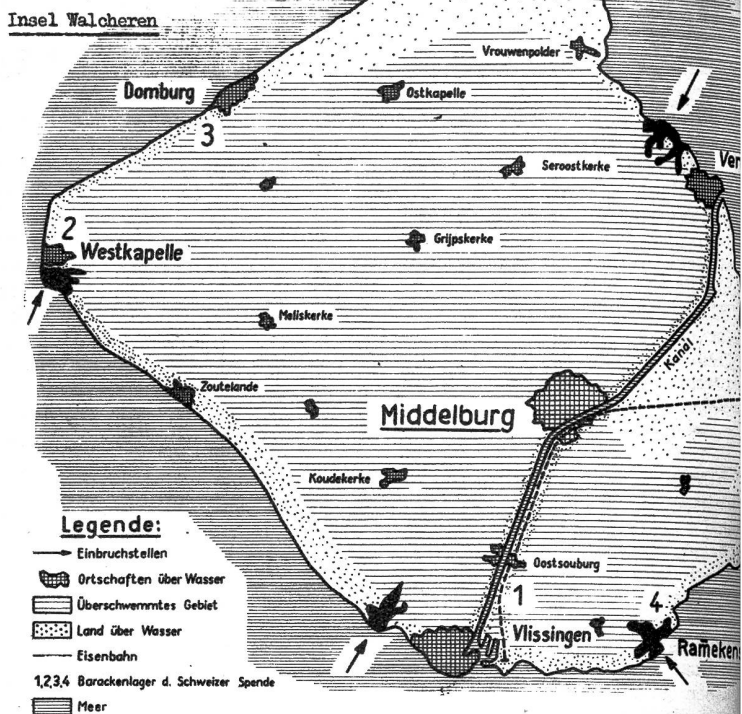 Insel Walcheren
Vrouwenpolder
Domburg
Ostkapelle
3
Seroostkerke
Ver
2
Westkapelle
Grijpskerke
Meliskerke
Kanal
Zoutelande
Middelburg
Koudekerke
Legende:
Einbruchstellen
Ortschaften über Wasser
Überschwemmtes Gebiet
Land über Wasser
Eisenbahn
1,2,3,4 Barackenlager d. Schweizer Spende
Meer
Oostsouburg
1
4
Vlissingen
Ramekens